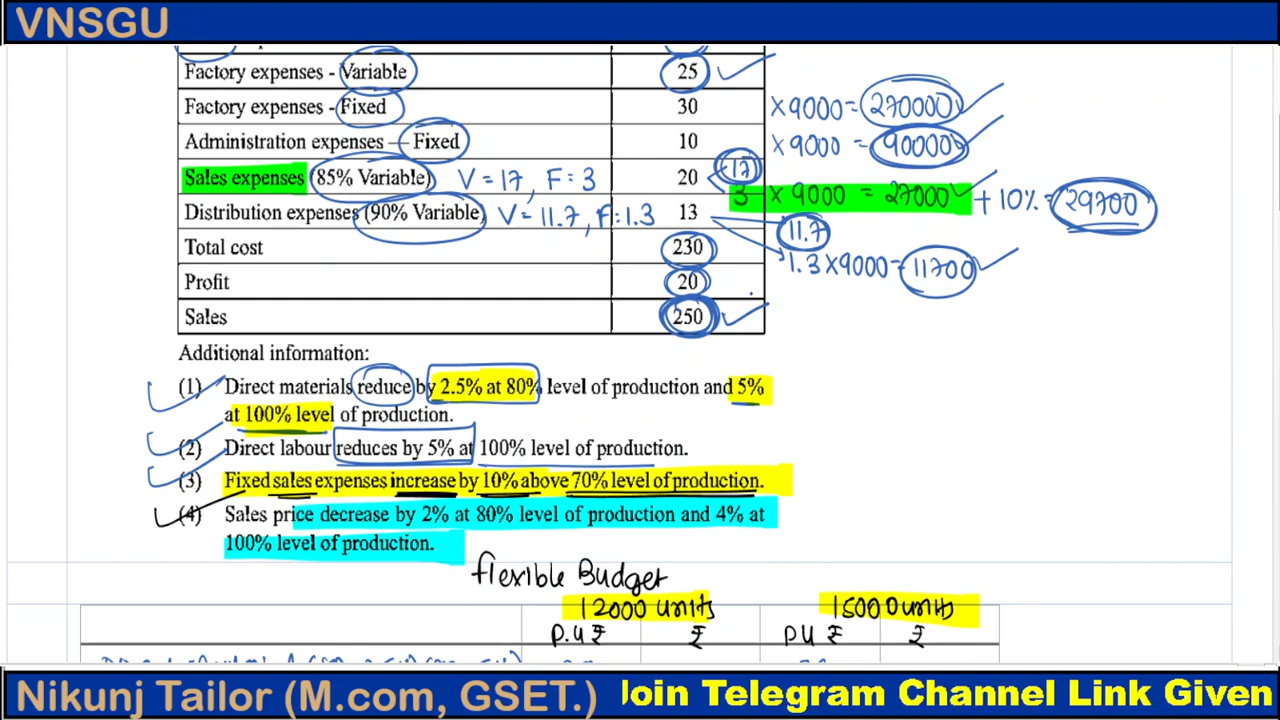 VNSGU
Factory expenses - Variable 25
Factory expenses - Fixed 30 ×9000 = 270000
Administration expenses – Fixed 10 ×9000 = 90000
Sales expenses (85% Variable) V = 17 , F : 3 20 17
3 × 9000 = 27000 + 10% = 29700
Distribution expenses (90% Variable) V = 11.7 , F : 1.3 13 11.7
Total cost 230 1.3 ×9000 = 11700
Profit 20
Sales 250
Additional information:
(1) Direct materials reduce by 2.5% at 80% level of production and 5%
at 100% level of production.
(2) Direct labour reduces by 5% at 100% level of production.
(3) Fixed sales expenses increase by 10% above 70% level of production.
(4) Sales price decrease by 2% at 80% level of production and 4% at
100% level of production.
flexible Budget
12000 units 15000 units
P.U ₹ ₹ P.U ₹ ₹
Nikunj Tailor (M.com, GSET.) Join Telegram Channel Link Given